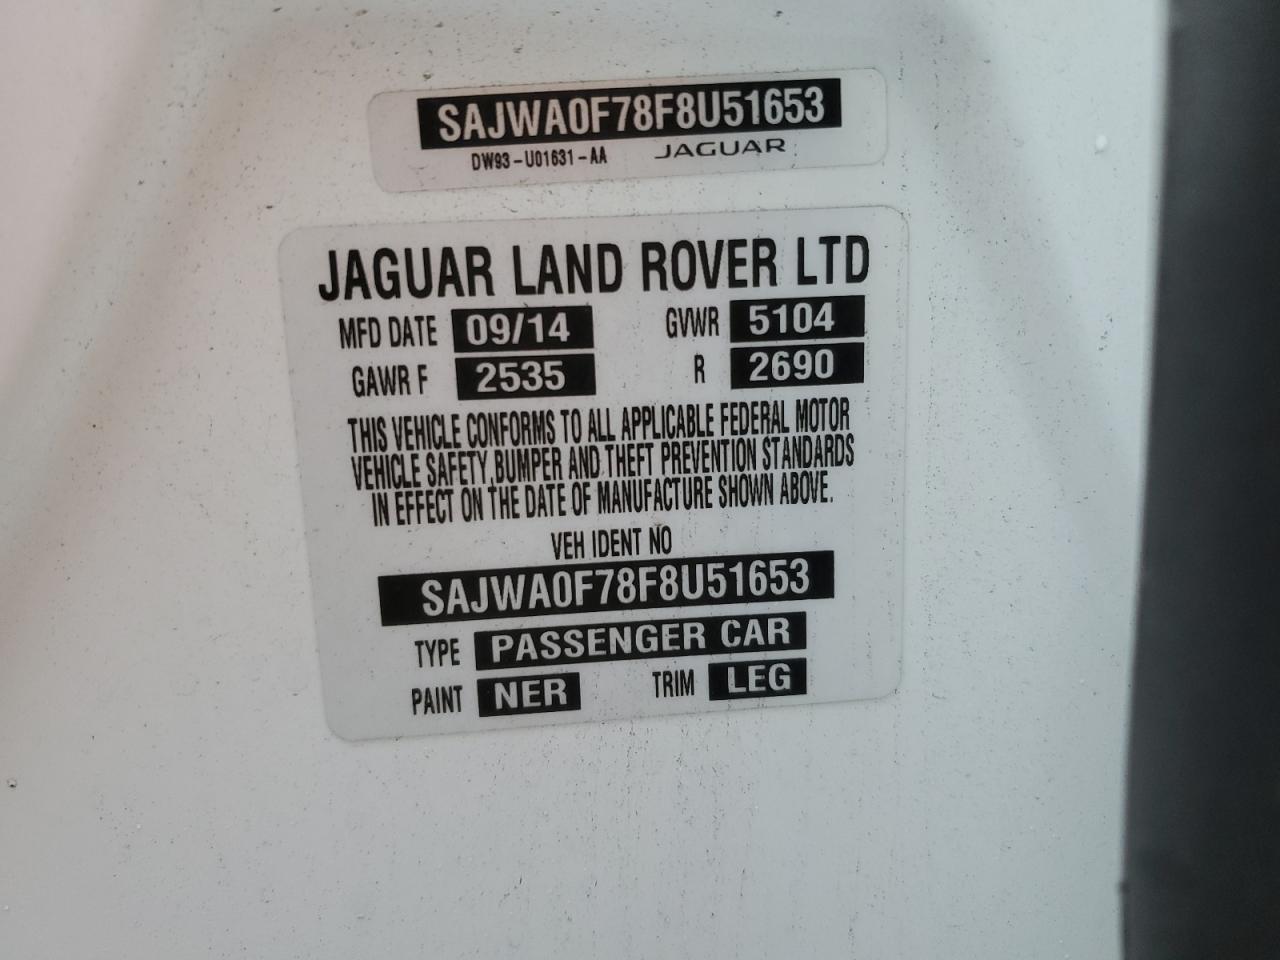 SAJWA0F78F8U51653
DW93-U01631-AA JAGUAR
JAGUAR LAND ROVER LTD
MFD DATE 09/14 GVWR 5104
GAWR F 2535 R 2690
THIS VEHICLE CONFORMS TO ALL APPLICABLE FEDERAL MOTOR
VEHICLE SAFETY,BUMPER AND THEFT PREVENTION STANDARDS
IN EFFECT ON THE DATE OF MANUFACTURE SHOWN ABOVE.
VEH IDENT NO
SAJWA0F78F8U51653
TYPE PASSENGER CAR
PAINT NER TRIM LEG